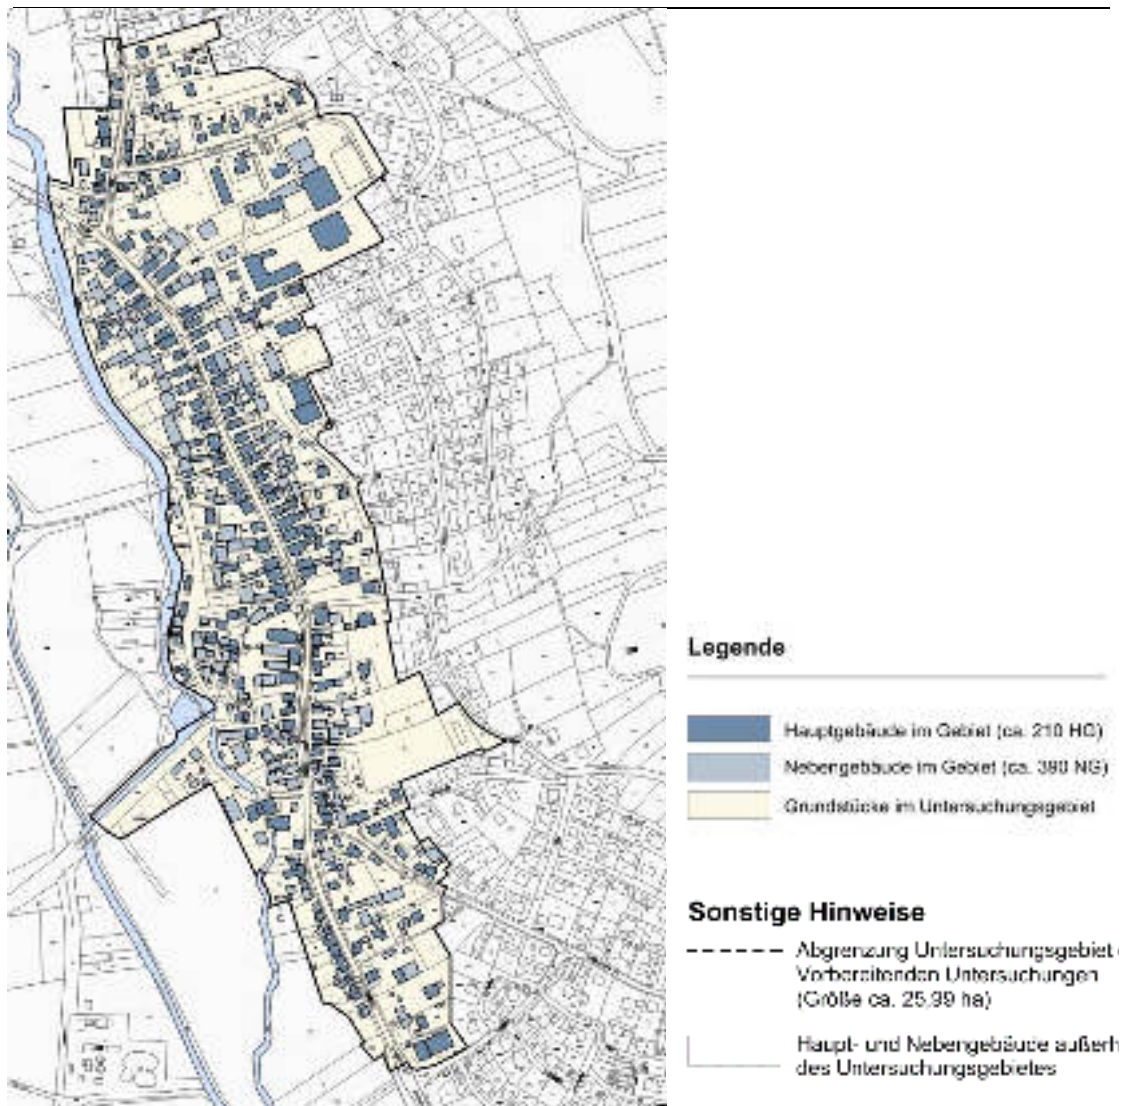 Legende
Hauptgebäude im Gebiet (ca. 210 HG)
Nebengebäude im Gebiet (ca. 390 NG)
Grundstücke im Untersuchungsgebiet
Sonstige Hinweise
Abgrenzung Untersuchungsgebiet
Vorbereitenden Untersuchungen
(Größe ca. 25,99 ha)
Haupt- und Nebengebäude außerh
des Untersuchungsgebietes